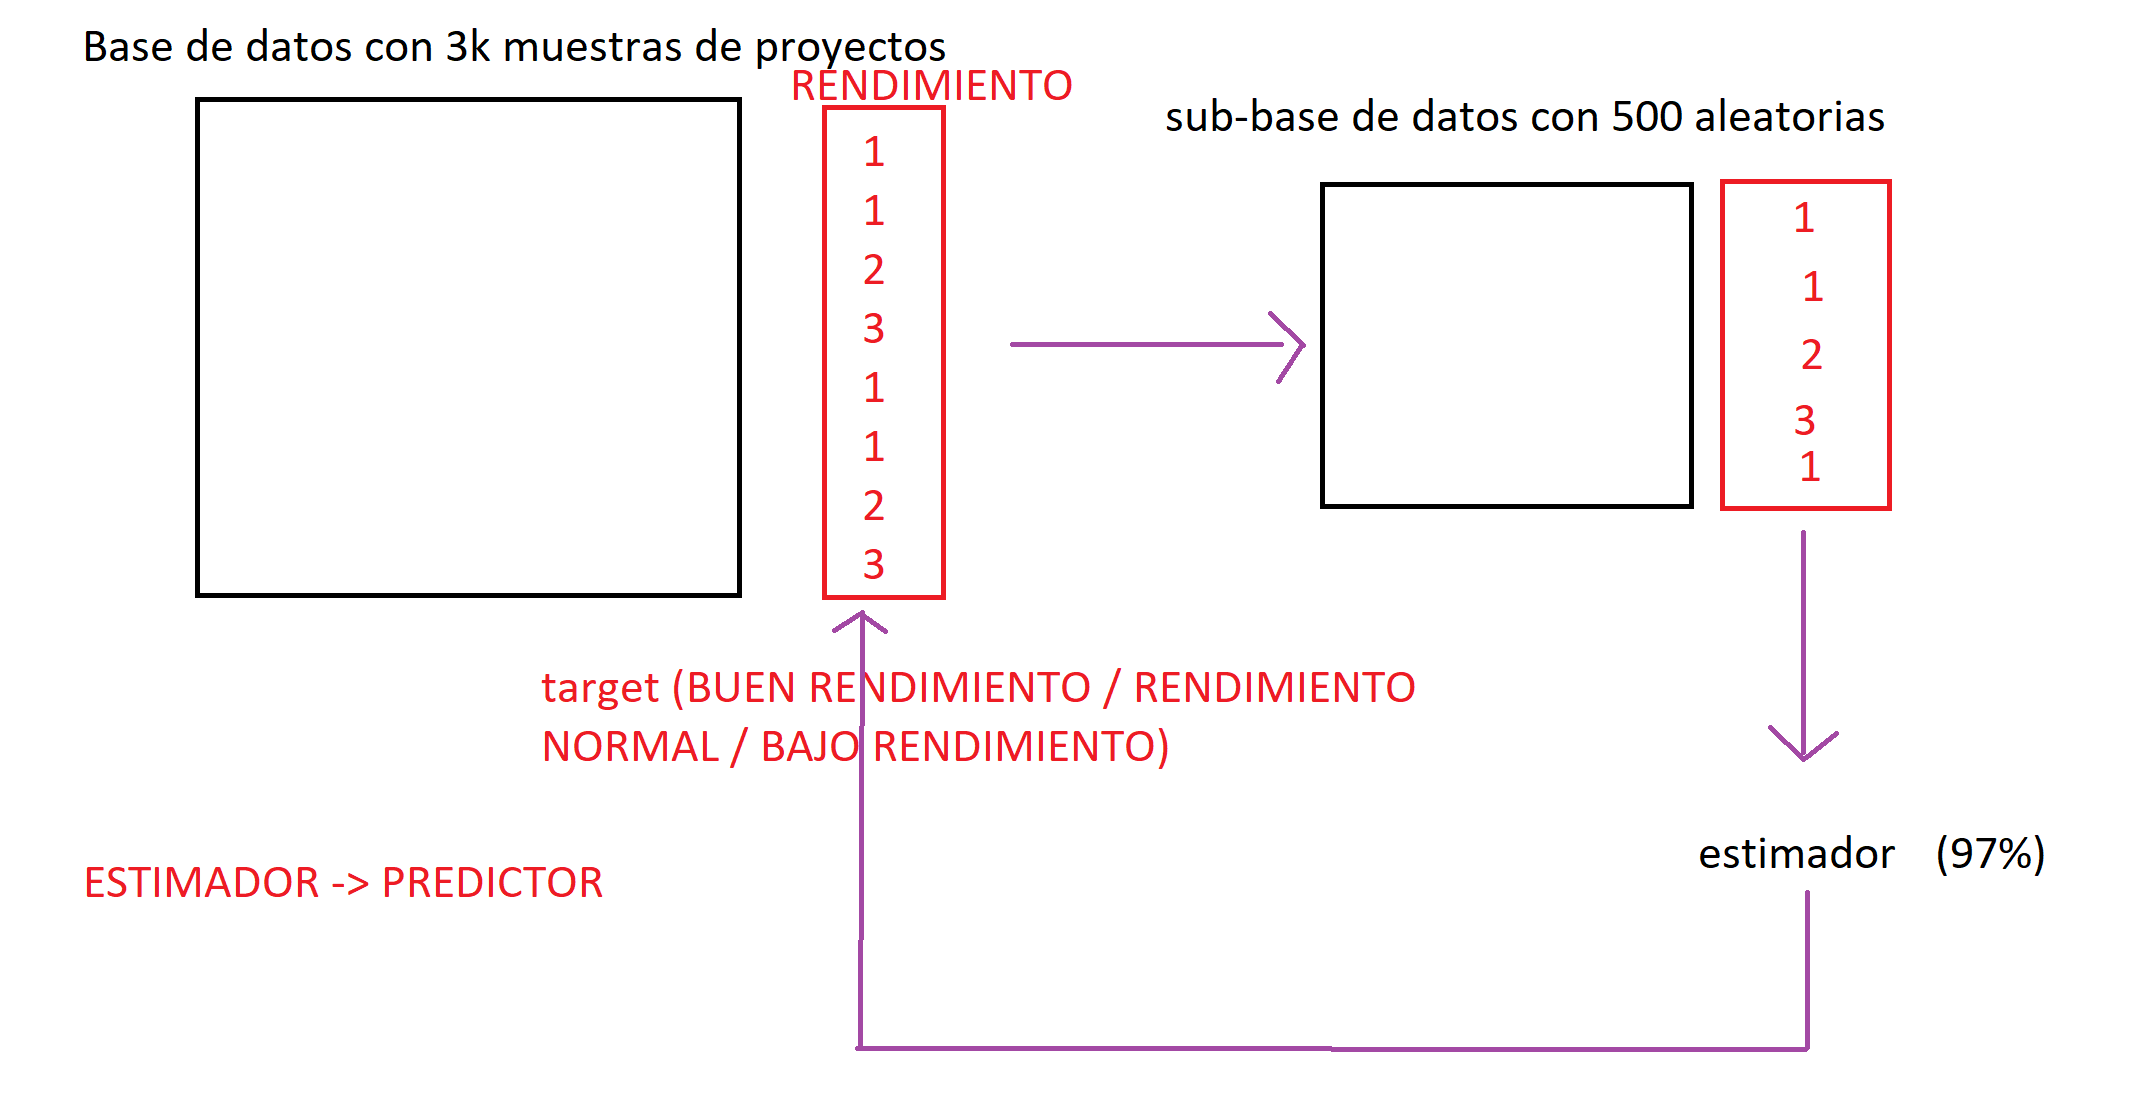 Base de datos con 3k muestras de proyectos
RENDIMIENTO
1
1
2
3
1
1
2
3
sub-base de datos con 500 aleatorias
1
1
2
3
1
target (BUEN RENDIMIENTO / RENDIMIENTO
NORMAL / BAJO RENDIMIENTO)
estimador (97%)
ESTIMADOR -> PREDICTOR